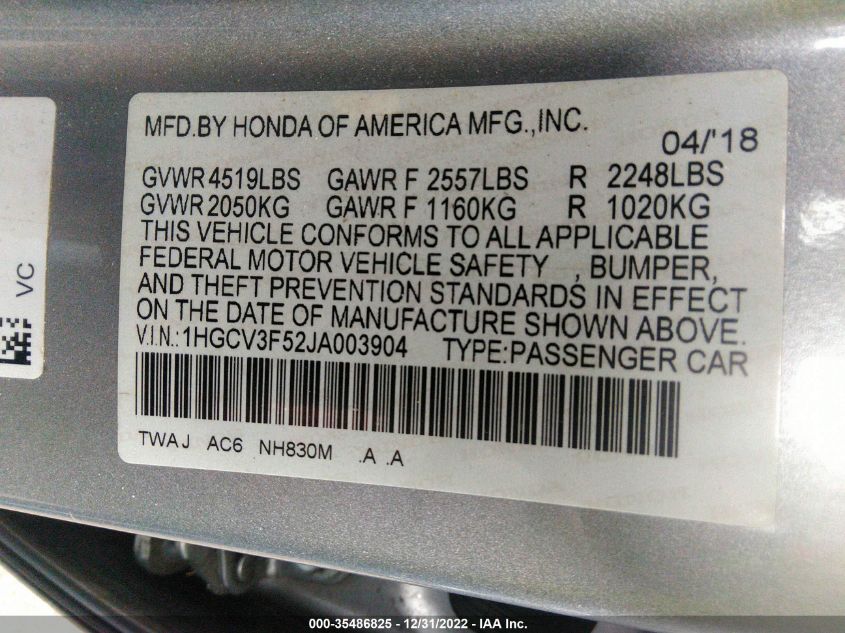 MFD.BY HONDA OF AMERICA MFG.,INC.
04/'18
GVWR 4519LBS GAWR F 2557LBS R 2248LBS
GVWR 2050KG GAWR F 1160KG R 1020KG
THIS VEHICLE CONFORMS TO ALL APPLICABLE
FEDERAL MOTOR VEHICLE SAFETY , BUMPER,
AND THEFT PREVENTION STANDARDS IN EFFECT
ON THE DATE OF MANUFACTURE SHOWN ABOVE.
V.I.N.:1HGCV3F52JA003904 TYPE:PASSENGER CAR
TWAJ AC6 NH830M .A .A
VC
000-35486825 - 12/31/2022 - IAA Inc.